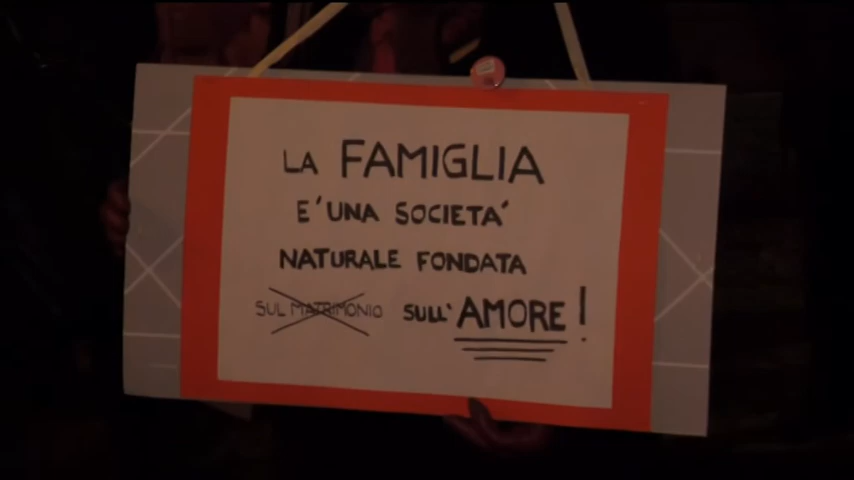 LA FAMIGLIA
E' UNA SOCIETA'
NATURALE FONDATA
SUL MATRIMONIO SULL' AMORE!